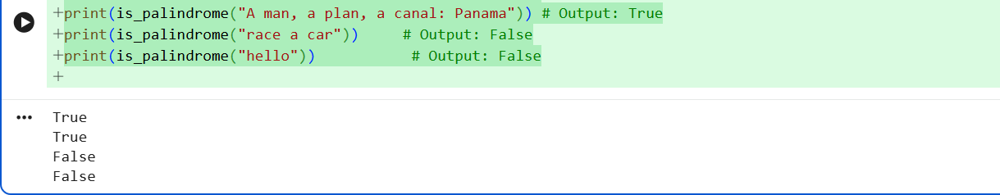 +print(is_palindrome("A man, a plan, a canal: Panama")) # Output: True
+print(is_palindrome("race a car"))     # Output: False
+print(is_palindrome("hello"))           # Output: False
+
True
True
False
False